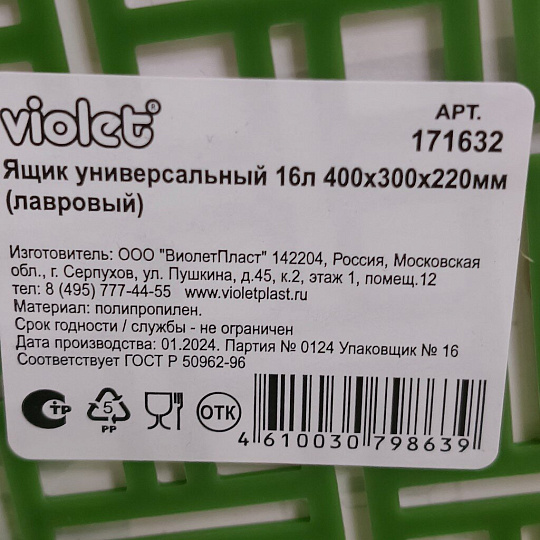 violet®
АРТ.
171632
Ящик универсальный 16л 400х300х220мм
(лавровый)
Изготовитель: ООО "ВиолетПласт" 142204, Россия, Московская
обл., г. Серпухов, ул. Пушкина, д.45, к.2, этаж 1, помещ.12
тел: 8 (495) 777-44-55 www.violetplast.ru
Материал: полипропилен.
Срок годности / службы - не ограничен
Дата производства: 01.2024. Партия № 0124 Упаковщик № 16
Соответствует ГОСТ Р 50962-96
СТР
5
PP
ОТК
4 610030 798639